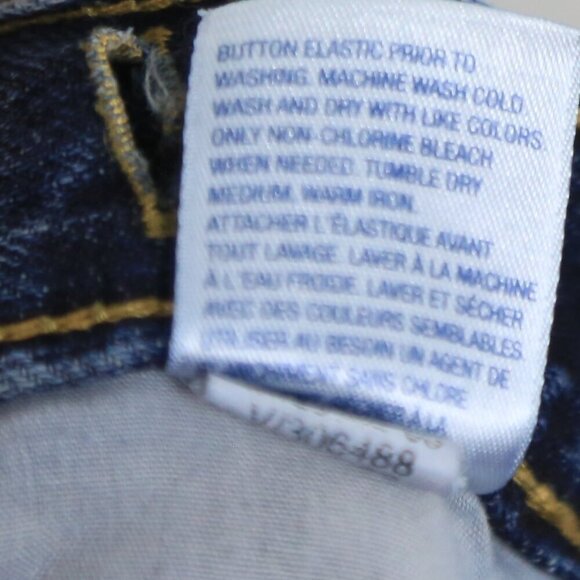 BUTTON ELASTIC PRIOR TO
WASHING. MACHINE WASH COLD.
WASH AND DRY WITH LIKE COLORS.
ONLY NON-CHLORINE BLEACH
WHEN NEEDED. TUMBLE DRY
MEDIUM. WARM IRON.
ATTACHER L'ÉLASTIQUE AVANT
TOUT LAVAGE. LAVER À LA MACHINE
À L'EAU FROIDE. LAVER ET SÉCHER
AVEC DES COULEURS SEMBLABLES.
UTILISER AU BESOIN UN AGENT DE
BLANCHIMENT SANS CHLORE
À LA